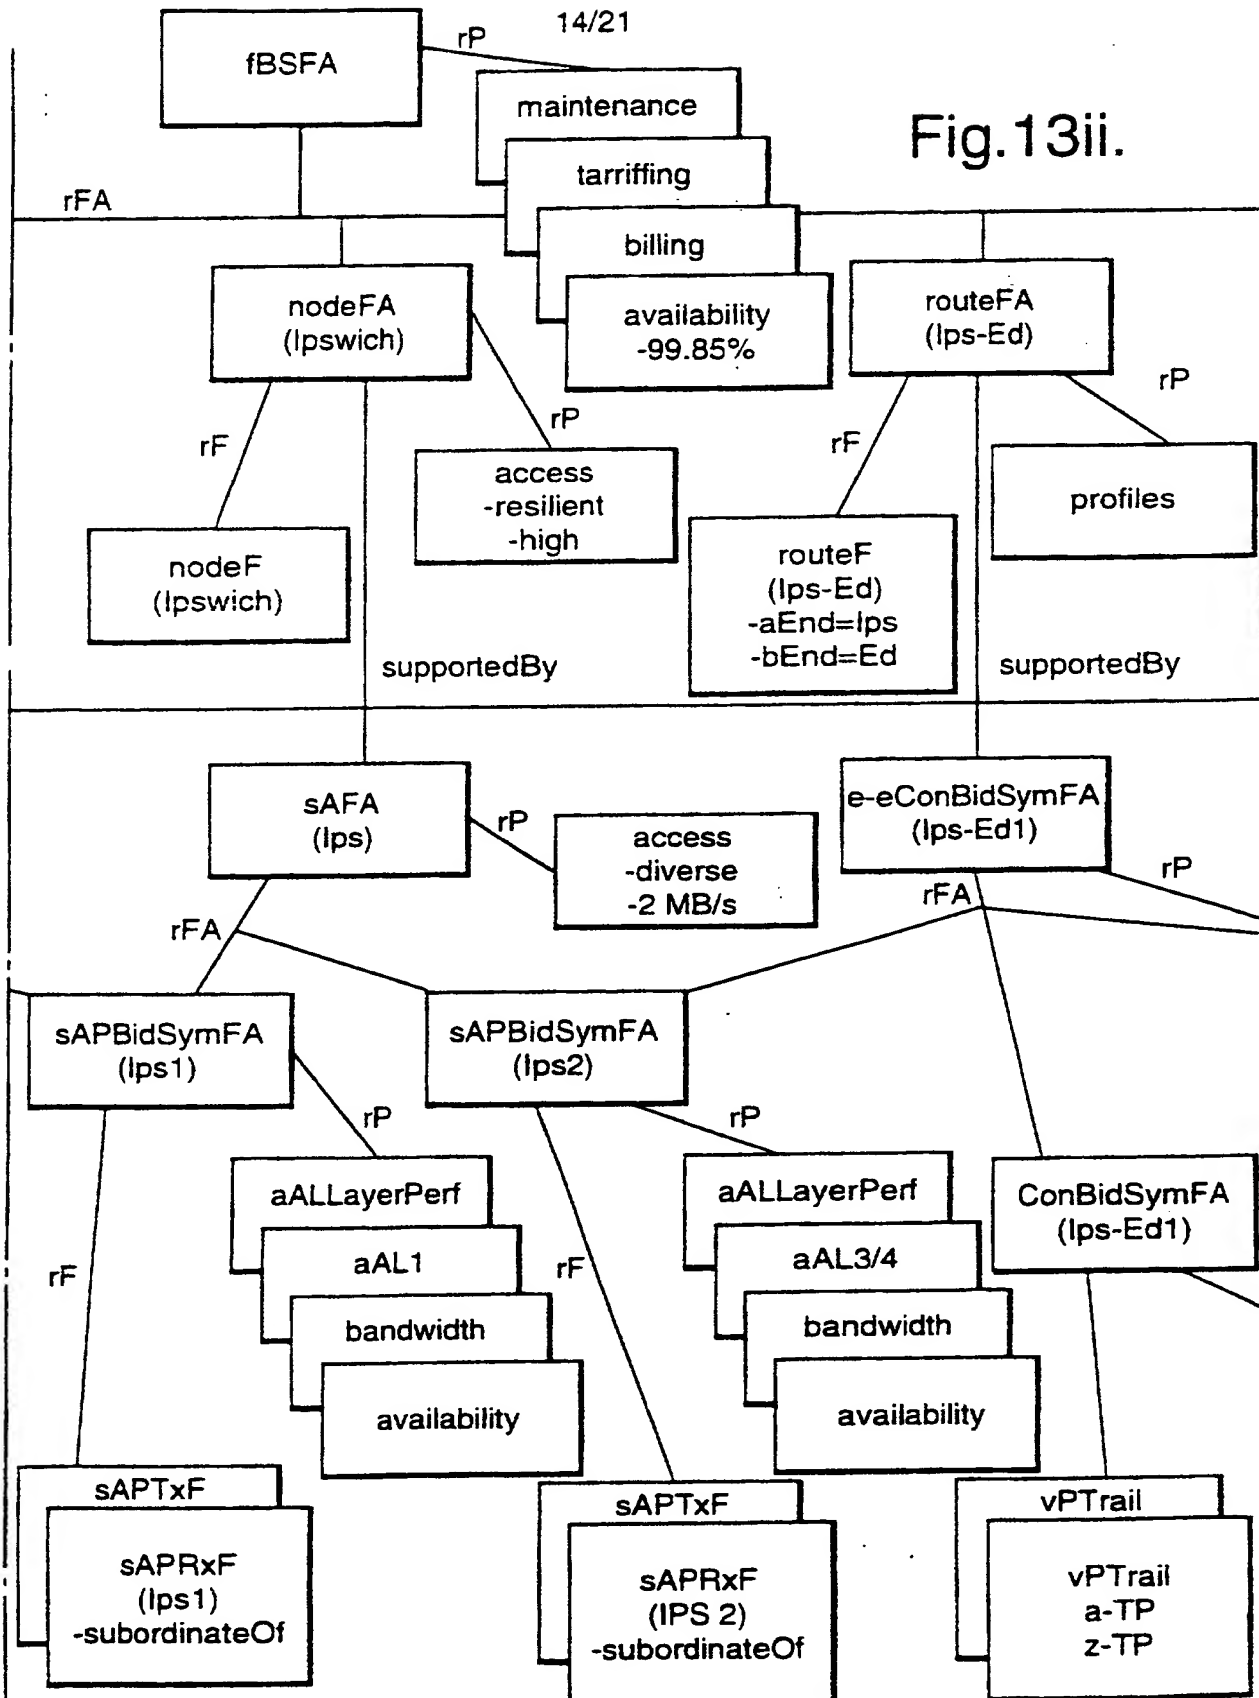 14/21
fBSFA
rP
maintenance
Fig.13ii.
tarriffing
rFA
billing
nodeFA
(Ipswich)
availability
-99.85%
routeFA
(Ips-Ed)
rP
rP
rF
rF
access
-resilient
-high
profiles
nodeF
(Ipswich)
routeF
(Ips-Ed)
-aEnd=Ips
-bEnd=Ed
supportedBy
supportedBy
sAFA
(Ips)
rP
access
-diverse
-2 MB/s
e-eConBidSymFA
(Ips-Ed1)
rP
rFA
rFA
sAPBidSymFA
(Ips1)
sAPBidSymFA
(Ips2)
rP
rP
aALLayerPerf
aALLayerPerf
ConBidSymFA
(Ips-Ed1)
rF
aAL1
rF
aAL3/4
bandwidth
bandwidth
availability
availability
sAPTxF
sAPTxF
vPTrail
sAPRxF
(Ips1)
-subordinateOf
sAPRxF
(IPS 2)
-subordinateOf
vPTrail
a-TP
z-TP